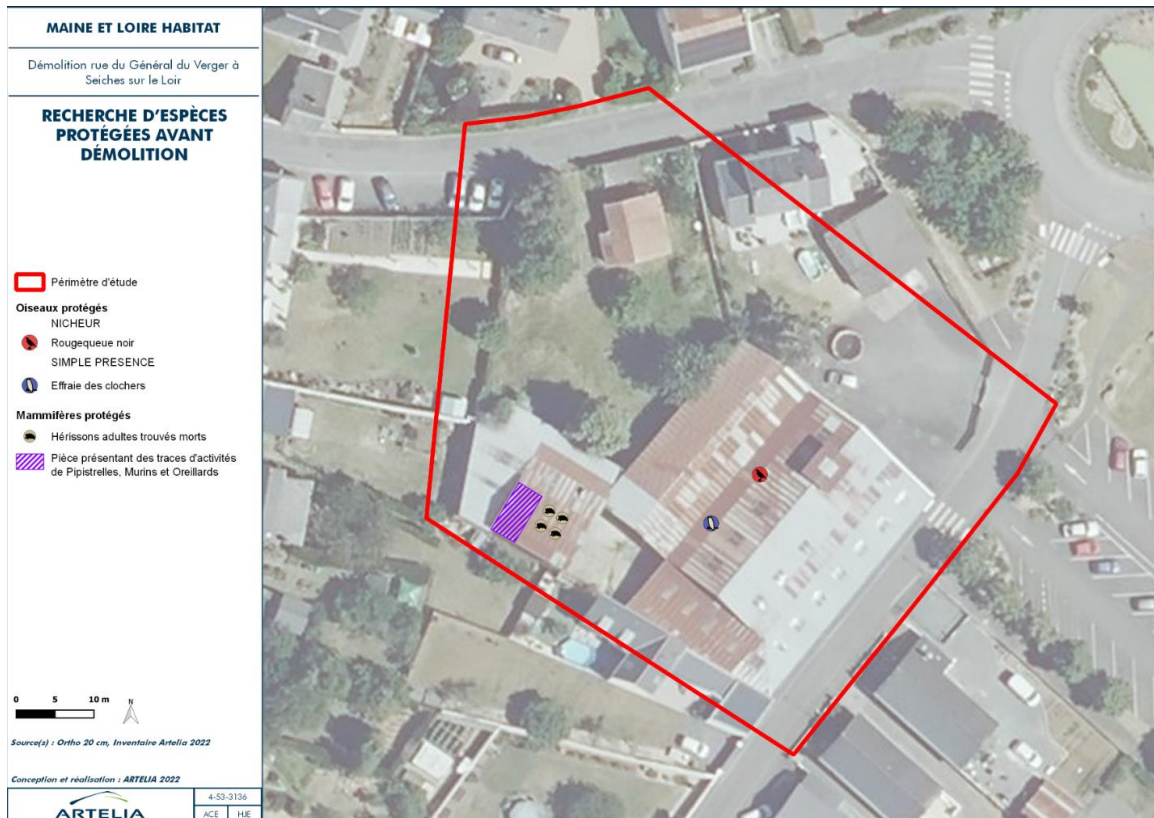 MAINE ET LOIRE HABITAT
Démolition rue du Général du Verger à
Seiches sur le Loir
RECHERCHE D'ESPÈCES
PROTÉGÉES AVANT
DÉMOLITION
Périmètre d'étude
Oiseaux protégés
NICHEUR
Rougequeue noir
SIMPLE PRESENCE
Effraie des clochers
Mammifères protégés
Hérissons adultes trouvés morts
Pièce présentant des traces d'activités
de Pipistrelles, Murins et Oreillards
0 5 10 m
N
Source(s) : Ortho 20 cm, Inventaire Artelia 2022
Conception et réalisation : ARTELIA 2022
ARTELIA
4-53-3136
ACE HJE